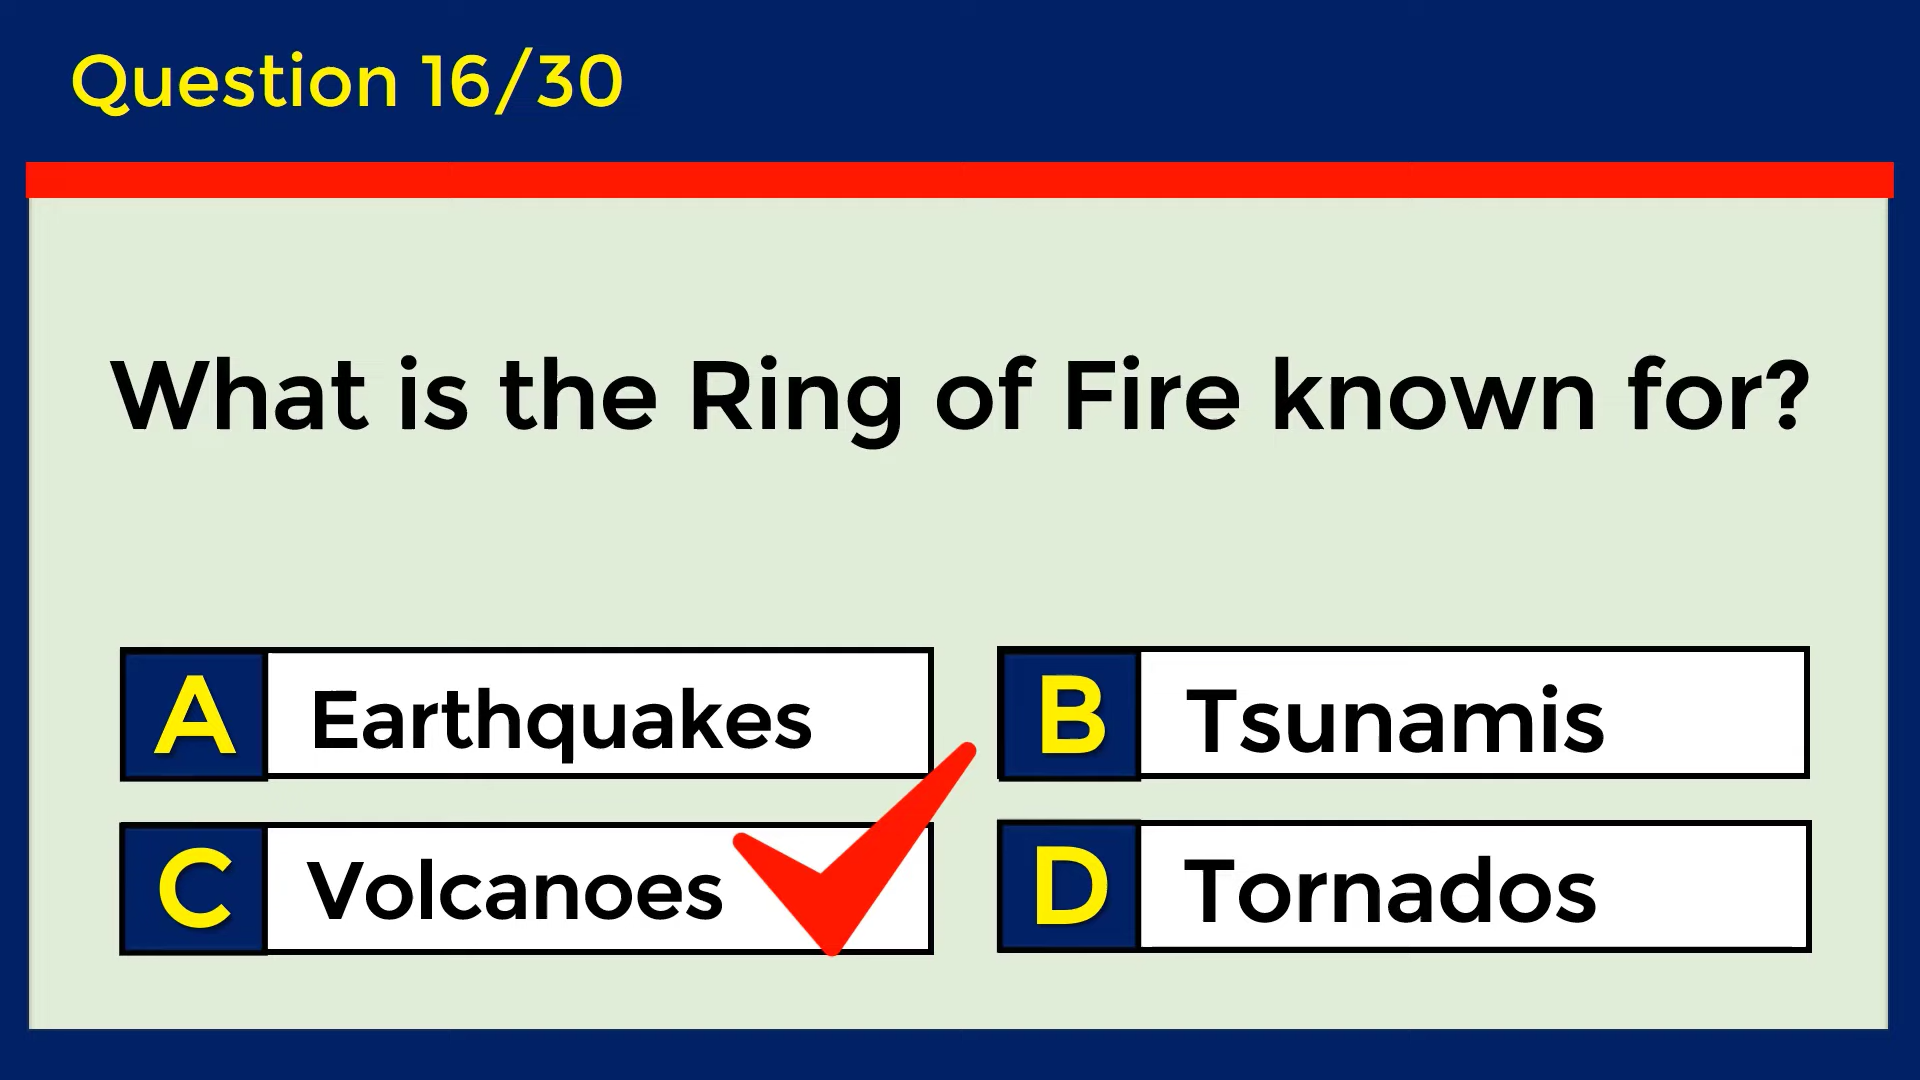 Question 16/30
What is the Ring of Fire known for?
A Earthquakes
B Tsunamis
C Volcanoes
D Tornados